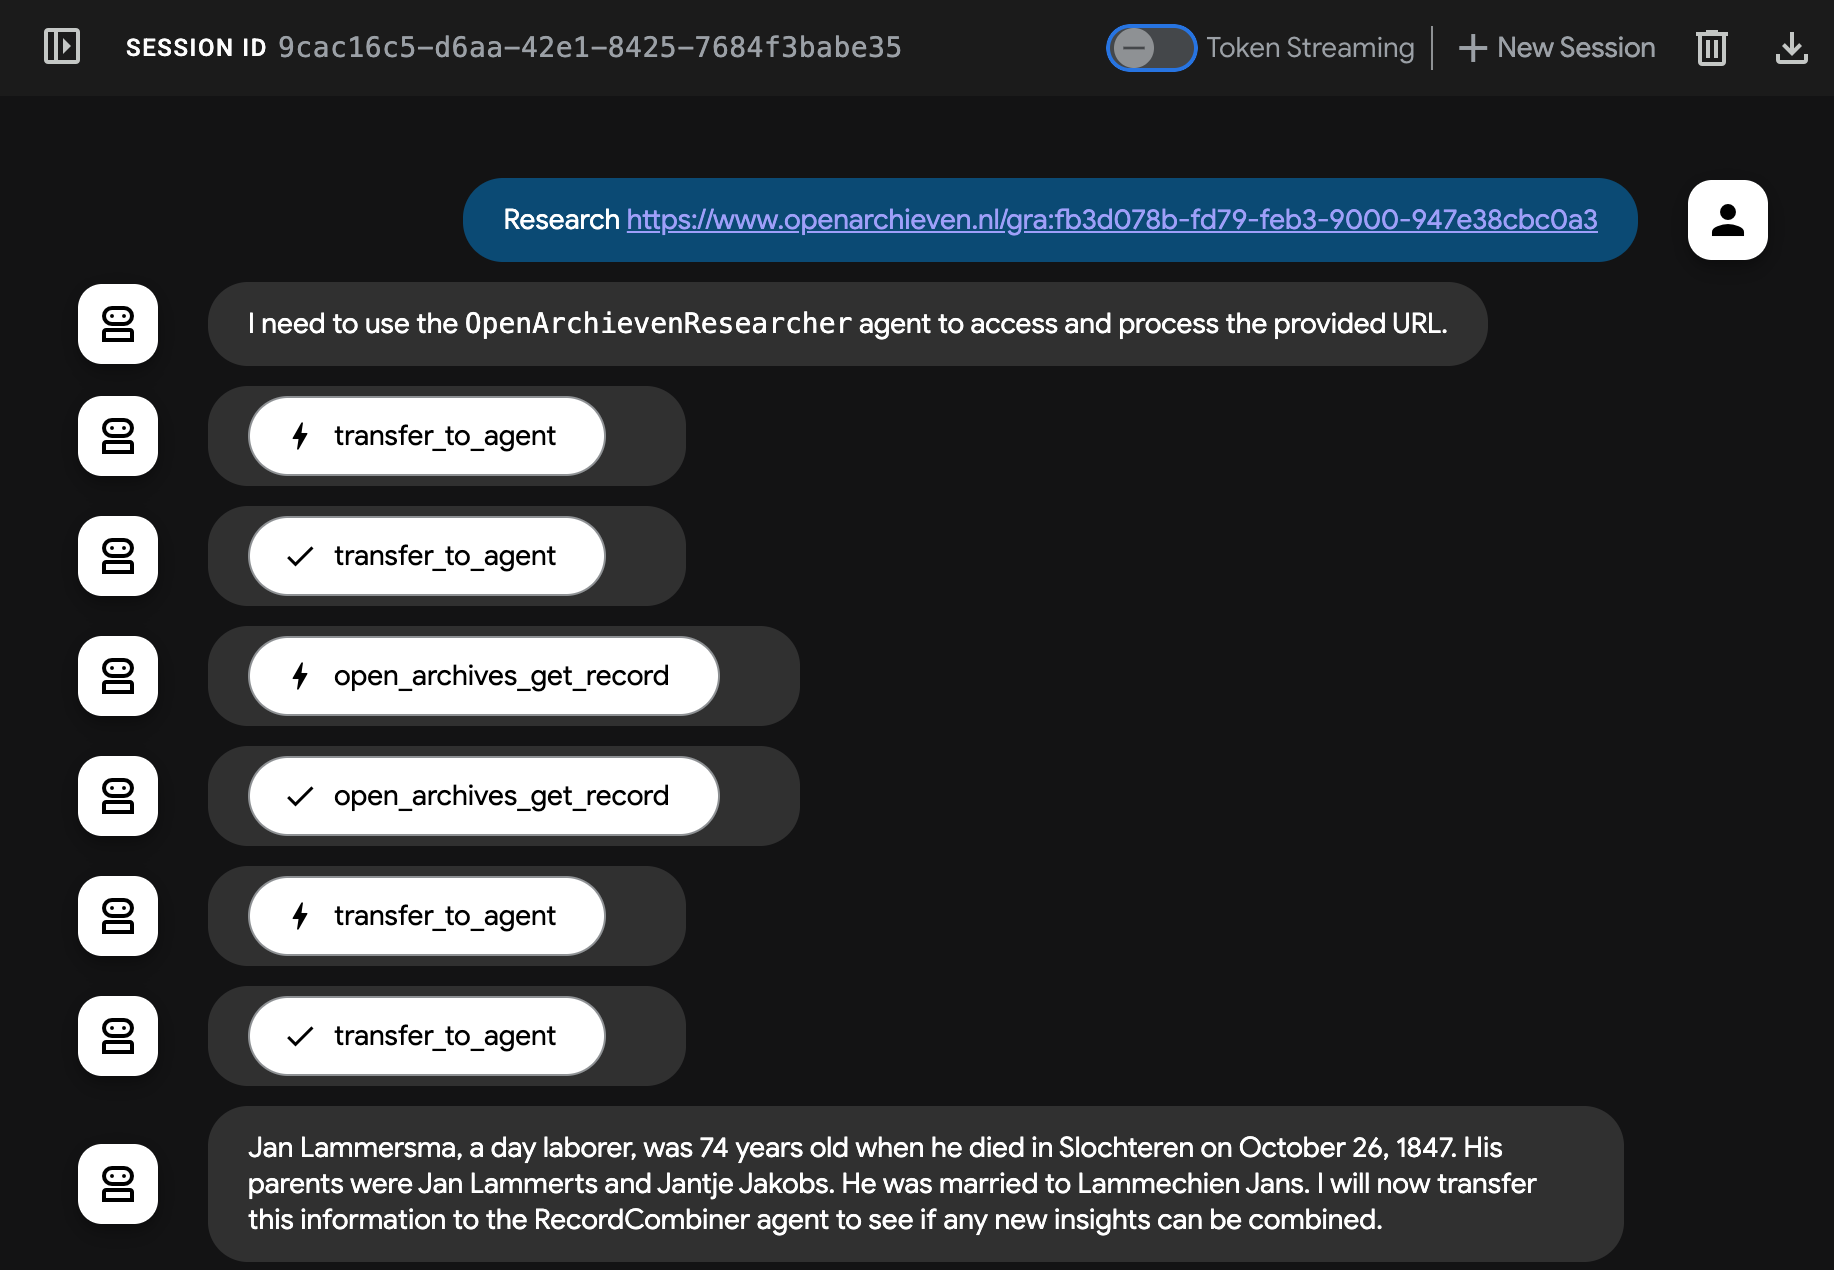 SESSION ID 9cac16c5-d6aa-42e1-8425-7684f3babe35 Token Streaming New Session
Research https://www.openarchieven.nl/gra:fb3d078b-fd79-feb3-9000-947e38cbc0a3
I need to use the OpenArchievenResearcher agent to access and process the provided URL.
transfer_to_agent
transfer_to_agent
open_archives_get_record
open_archives_get_record
transfer_to_agent
transfer_to_agent
Jan Lammersma, a day laborer, was 74 years old when he died in Slochteren on October 26, 1847. His
parents were Jan Lammerts and Jantje Jakobs. He was married to Lammechien Jans. I will now transfer
this information to the RecordCombiner agent to see if any new insights can be combined.